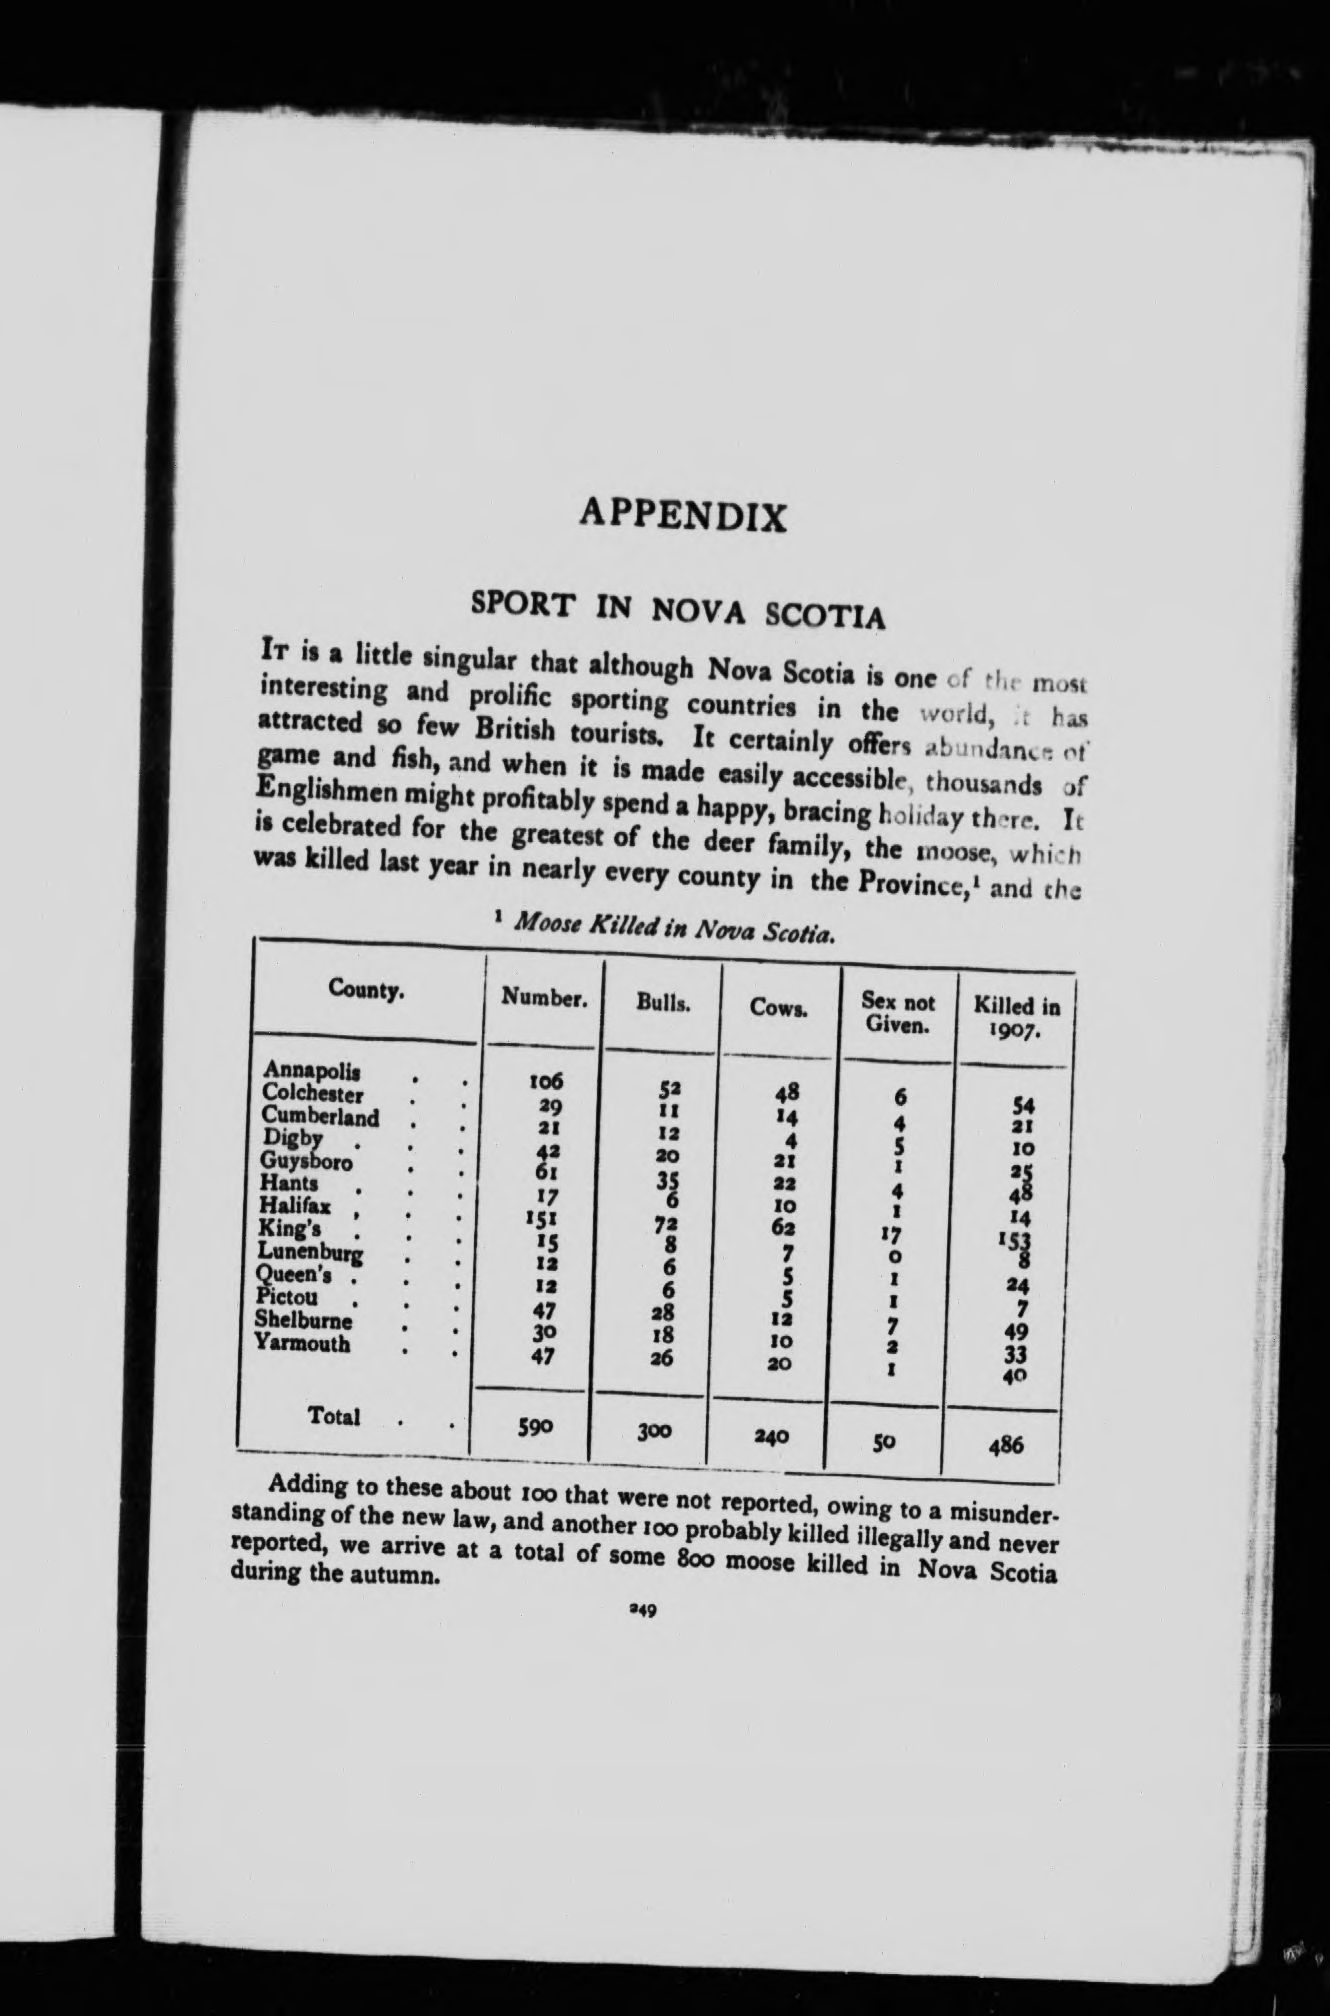 APPENDIX
SPORT IN NOVA SCOTIA
IT is a little singular that although Nova Scotia is one of the most
interesting and prolific sporting countries in the world, it has
attracted so few British tourists. It certainly offers abundance of
game and fish, and when it is made easily accessible, thousands of
Englishmen might profitably spend a happy, bracing holiday there. It
is celebrated for the greatest of the deer family, the moose, which
was killed last year in nearly every county in the Province,¹ and the
¹ Moose Killed in Nova Scotia.
County. Number. Bulls. Cows. Sex not Given. Killed in 1907.
Annapolis . . 106 52 48 6 54
Colchester . . 29 11 14 4 21
Cumberland . . 21 12 4 5 10
Digby . . . 42 20 21 1 25
Guysboro . . 61 35 22 4 48
Hants . . . 17 6 10 1 14
Halifax . . . 151 72 62 17 153
King's . . . 15 8 7 0 8
Lunenburg . . 12 6 5 1 24
Queen's . . . 12 6 5 1 7
Pictou . . . 47 28 12 7 49
Shelburne . . 30 18 10 2 33
Yarmouth . . 47 26 20 1 40
Total . . 590 300 240 50 486
Adding to these about 100 that were not reported, owing to a misunder-
standing of the new law, and another 100 probably killed illegally and never
reported, we arrive at a total of some 800 moose killed in Nova Scotia
during the autumn.
249